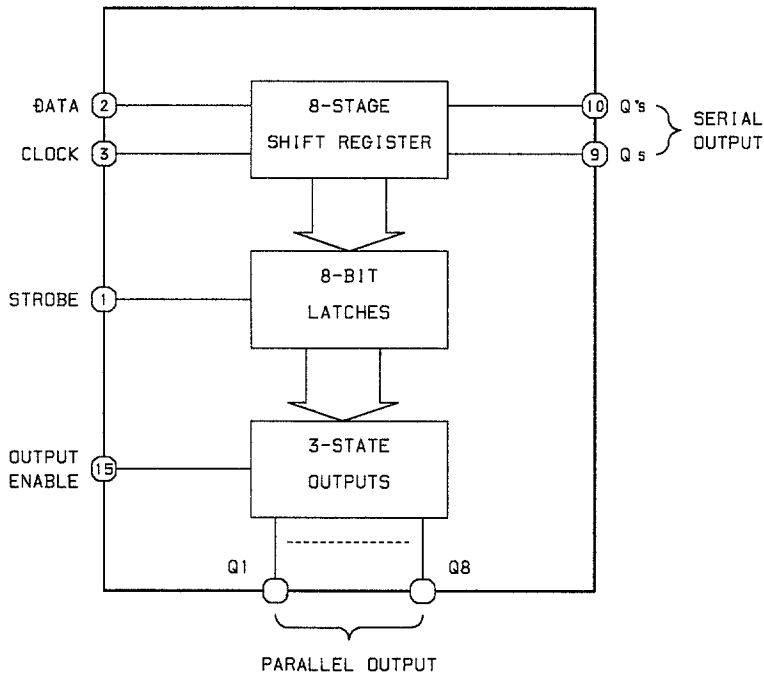 DATA 2
8-STAGE
SHIFT REGISTER
10 Q's
CLOCK 3
9 Qs
SERIAL
OUTPUT
STROBE 1
8-BIT
LATCHES
OUTPUT
ENABLE
15
3-STATE
OUTPUTS
Q1
Q8
PARALLEL OUTPUT